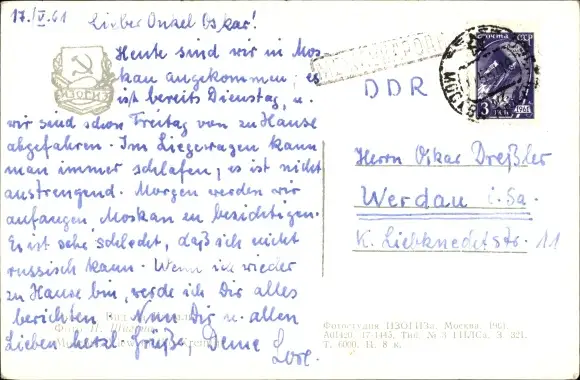 17./V.61 Lieber Onkel Oskar!
Heute sind wir in Mos-
kau angekommen, es
ist bereits Dienstag, u.
wir sind schon Freitag von zu Hause
abgefahren. Im Liegewagen kann
man immer schlafen, es ist nicht
anstrengend. Morgen werden wir
anfangen Moskau zu besichtigen.
Es ist sehr schlecht, daß ich nicht
russisch kann. Wenn ich wieder
zu Hause bin, werde ich Dir alles
berichten. Nun Dir u. allen
Lieben herzl. Grüße, Deine
ИЗОГИЗ
DDR
ПОЧТА СССР
3
1961
Herrn Oskar Dreßler
Werdau i. Sa.
K. Liebknechtstr. 11
Фотостудия ИЗОГИЗа. Москва. 1961.